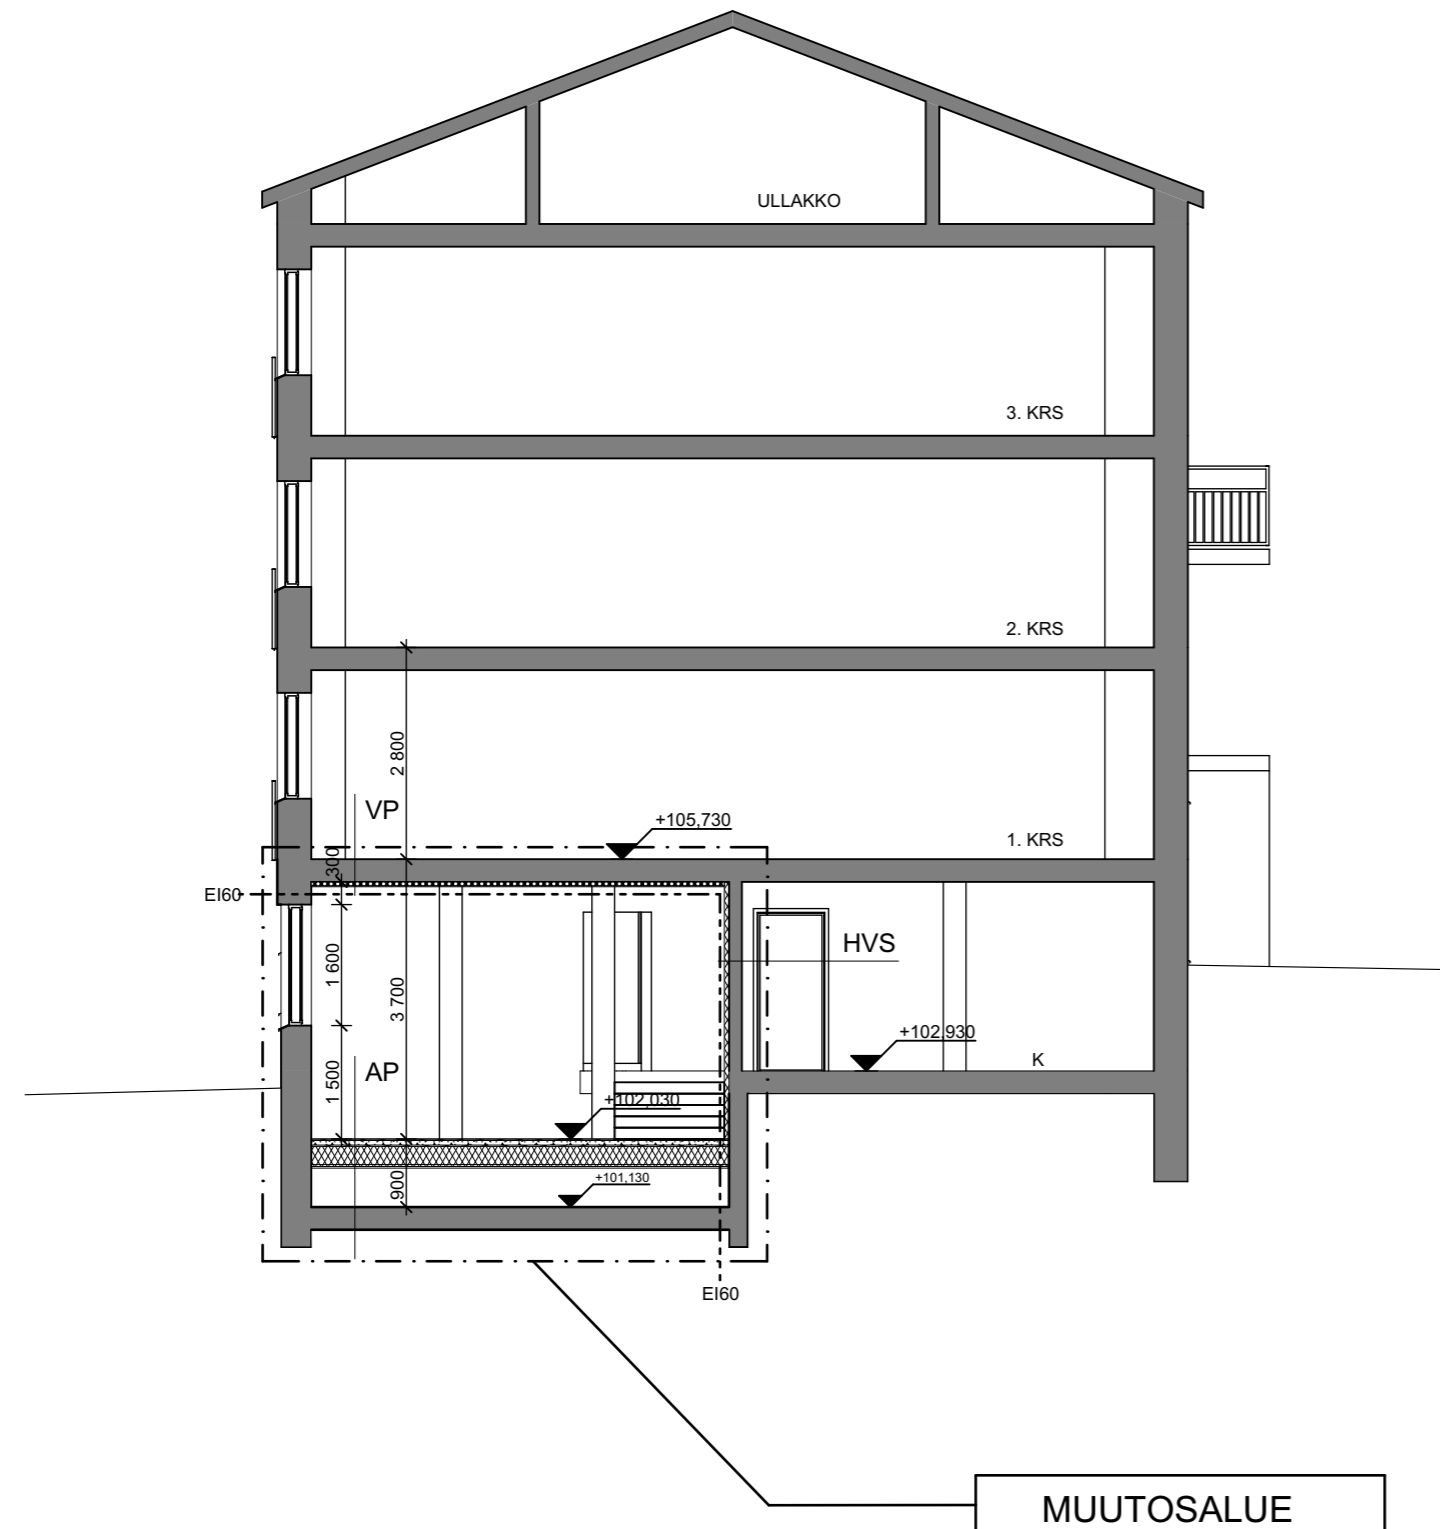 ULLAKKO
3. KRS
2. KRS
2 800
VP
+105,730
1. KRS
300
EI60
HVS
1 600
3 700
+102,930
K
AP
1 500
+102,030
900
+101,130
EI60
MUUTOSALUE